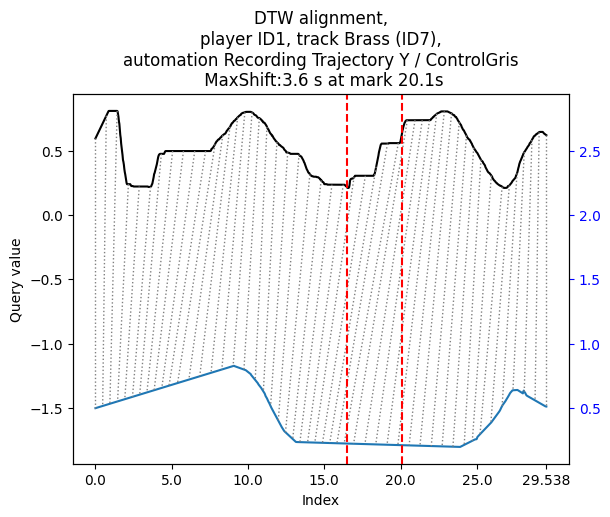 DTW alignment,
player ID1, track Brass (ID7),
automation Recording Trajectory Y / ControlGris
MaxShift:3.6 s at mark 20.1s
Query value
0.5
0.0
−0.5
−1.0
−1.5
2.5
2.0
1.5
1.0
0.5
0.0 5.0 10.0 15.0 20.0 25.0 29.538
Index